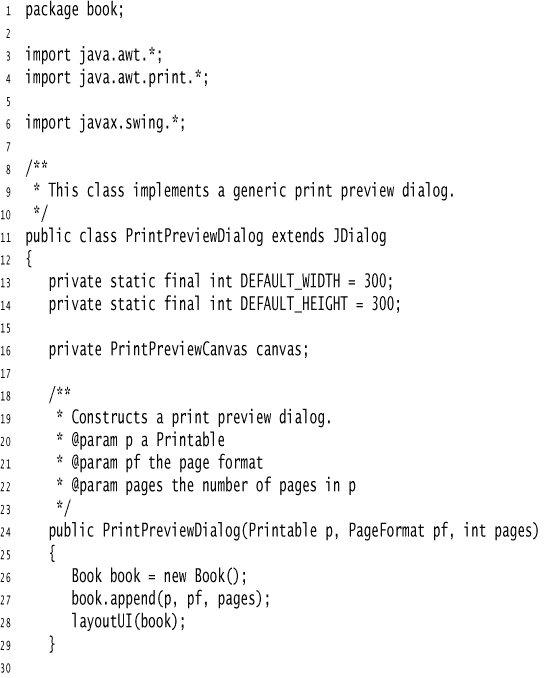 1 package book;
2
3 import java.awt.*;
4 import java.awt.print.*;
5
6 import javax.swing.*;
7
8 /**
9  * This class implements a generic print preview dialog.
10  */
11 public class PrintPreviewDialog extends JDialog
12 {
13    private static final int DEFAULT_WIDTH = 300;
14    private static final int DEFAULT_HEIGHT = 300;
15
16    private PrintPreviewCanvas canvas;
17
18    /**
19     * Constructs a print preview dialog.
20     * @param p a Printable
21     * @param pf the page format
22     * @param pages the number of pages in p
23     */
24    public PrintPreviewDialog(Printable p, PageFormat pf, int pages)
25    {
26       Book book = new Book();
27       book.append(p, pf, pages);
28       layoutUI(book);
29    }
30